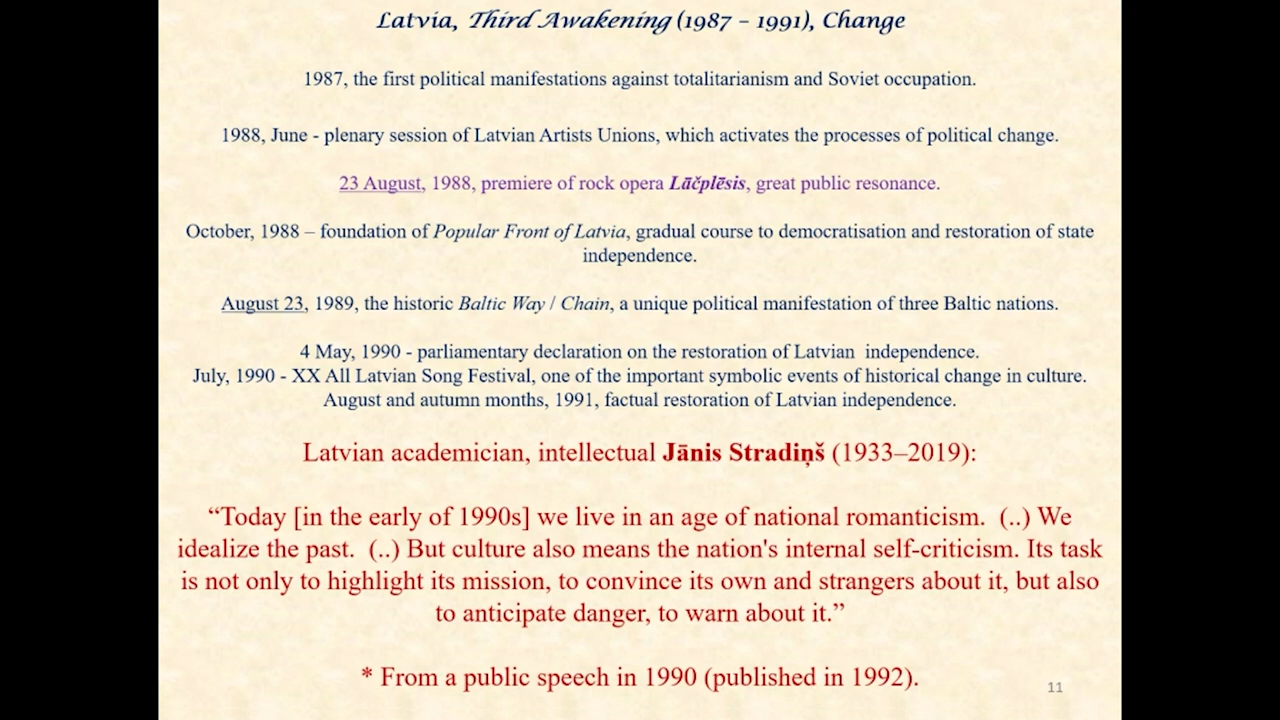 Latvia, Third Awakening (1987 – 1991), Change
1987, the first political manifestations against totalitarianism and Soviet occupation.
1988, June - plenary session of Latvian Artists Unions, which activates the processes of political change.
23 August, 1988, premiere of rock opera Lāčplēsis, great public resonance.
October, 1988 – foundation of Popular Front of Latvia, gradual course to democratisation and restoration of state
independence.
August 23, 1989, the historic Baltic Way / Chain, a unique political manifestation of three Baltic nations.
4 May, 1990 - parliamentary declaration on the restoration of Latvian  independence.
July, 1990 - XX All Latvian Song Festival, one of the important symbolic events of historical change in culture.
August and autumn months, 1991, factual restoration of Latvian independence.
Latvian academician, intellectual Jānis Stradiņš (1933–2019):
“Today [in the early of 1990s] we live in an age of national romanticism.  (..) We
idealize the past.  (..) But culture also means the nation's internal self-criticism. Its task
is not only to highlight its mission, to convince its own and strangers about it, but also
to anticipate danger, to warn about it.”
* From a public speech in 1990 (published in 1992).
11